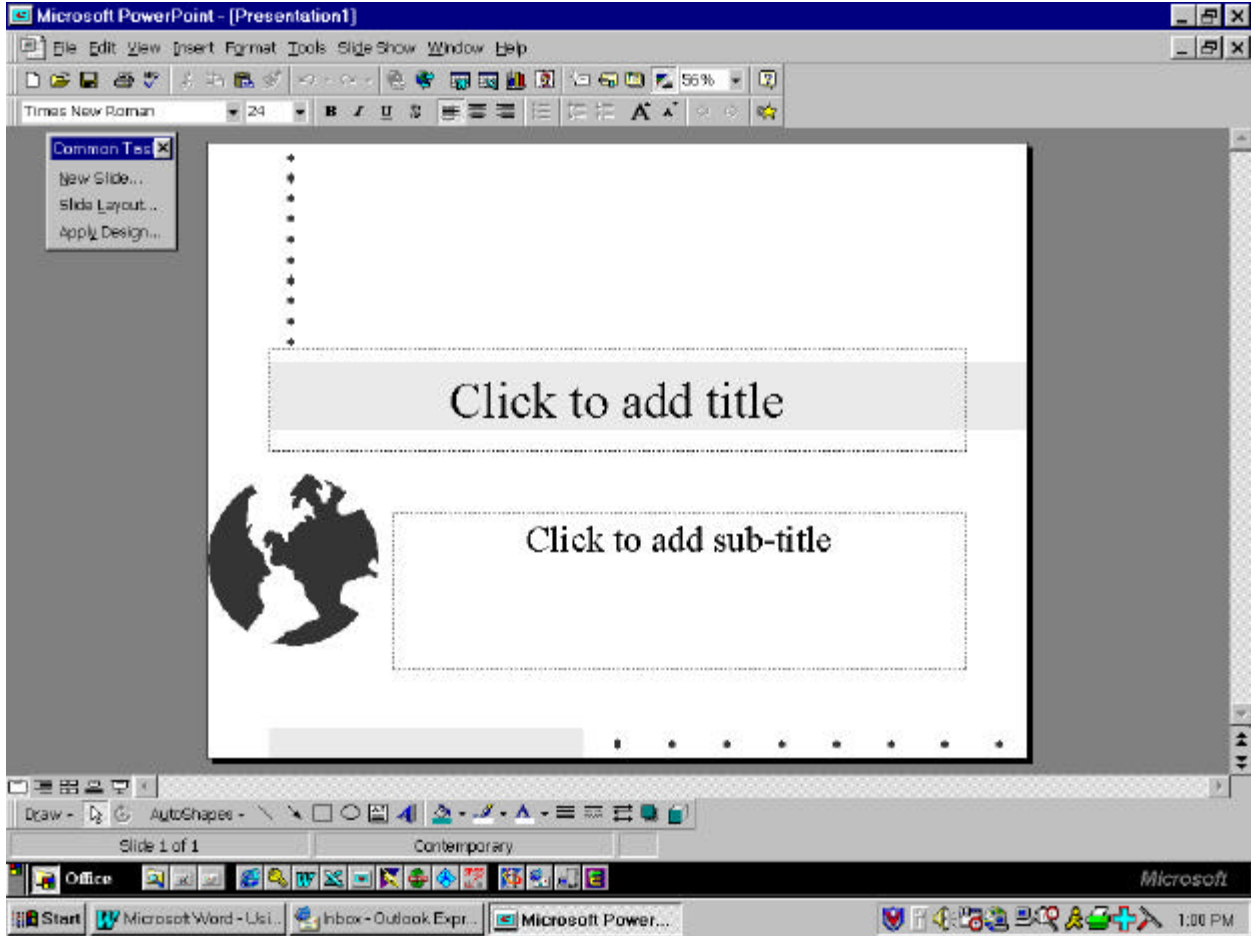 Microsoft PowerPoint - [Presentation1]
File Edit View Insert Format Tools Slide Show Window Help
56%
Times New Roman 24 B I U S A A
Common Tas
New Slide...
Slide Layout...
Apply Design...
Click to add title
Click to add sub-title
Draw AutoShapes A
Slide 1 of 1 Contemporary
Office Microsoft
Start Microsoft Word - Usi... Inbox - Outlook Expr... Microsoft Power... 1:00 PM